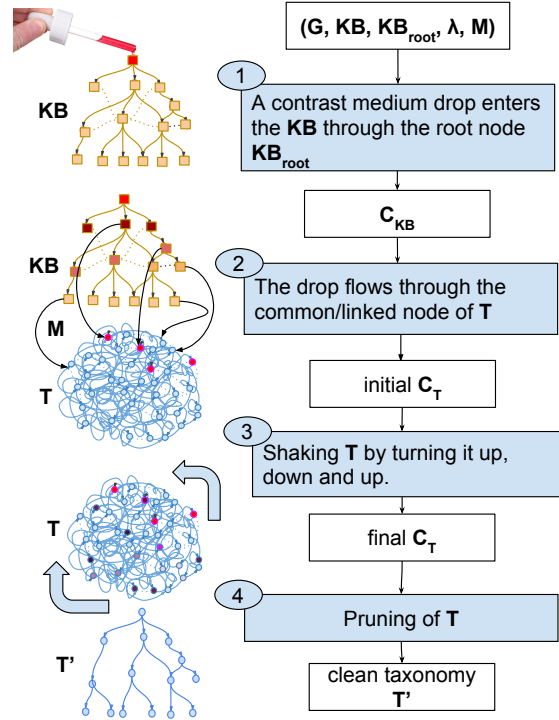 (G, KB, KBroot, λ, M)
1
A contrast medium drop enters
the KB through the root node
KBroot
KB
CKB
KB
2
The drop flows through the
common/linked node of T
M
T
initial CT
3
Shaking T by turning it up,
down and up.
T
final CT
4
Pruning of T
T'
clean taxonomy
T'